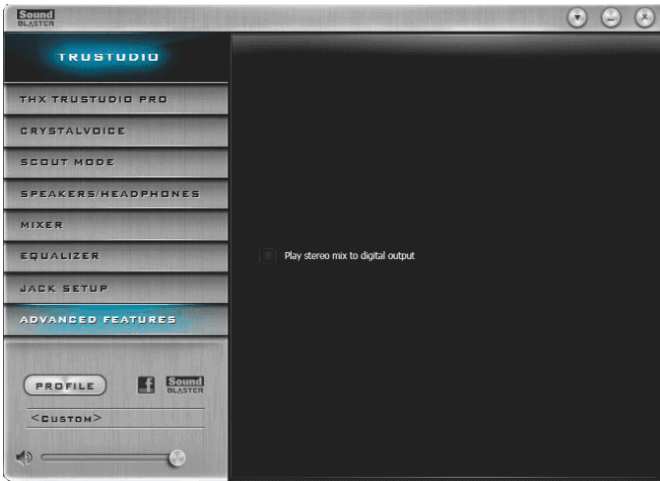 Sound
BLASTER
TRUSTUDIO
THX TRUSTUDIO PRO
CRYSTALVOICE
SCOUT MODE
SPEAKERS/HEADPHONES
MIXER
EQUALIZER
JACK SETUP
ADVANCED FEATURES
Play stereo mix to digital output
PROFILE
f
Sound
BLASTER
<CUSTOM>